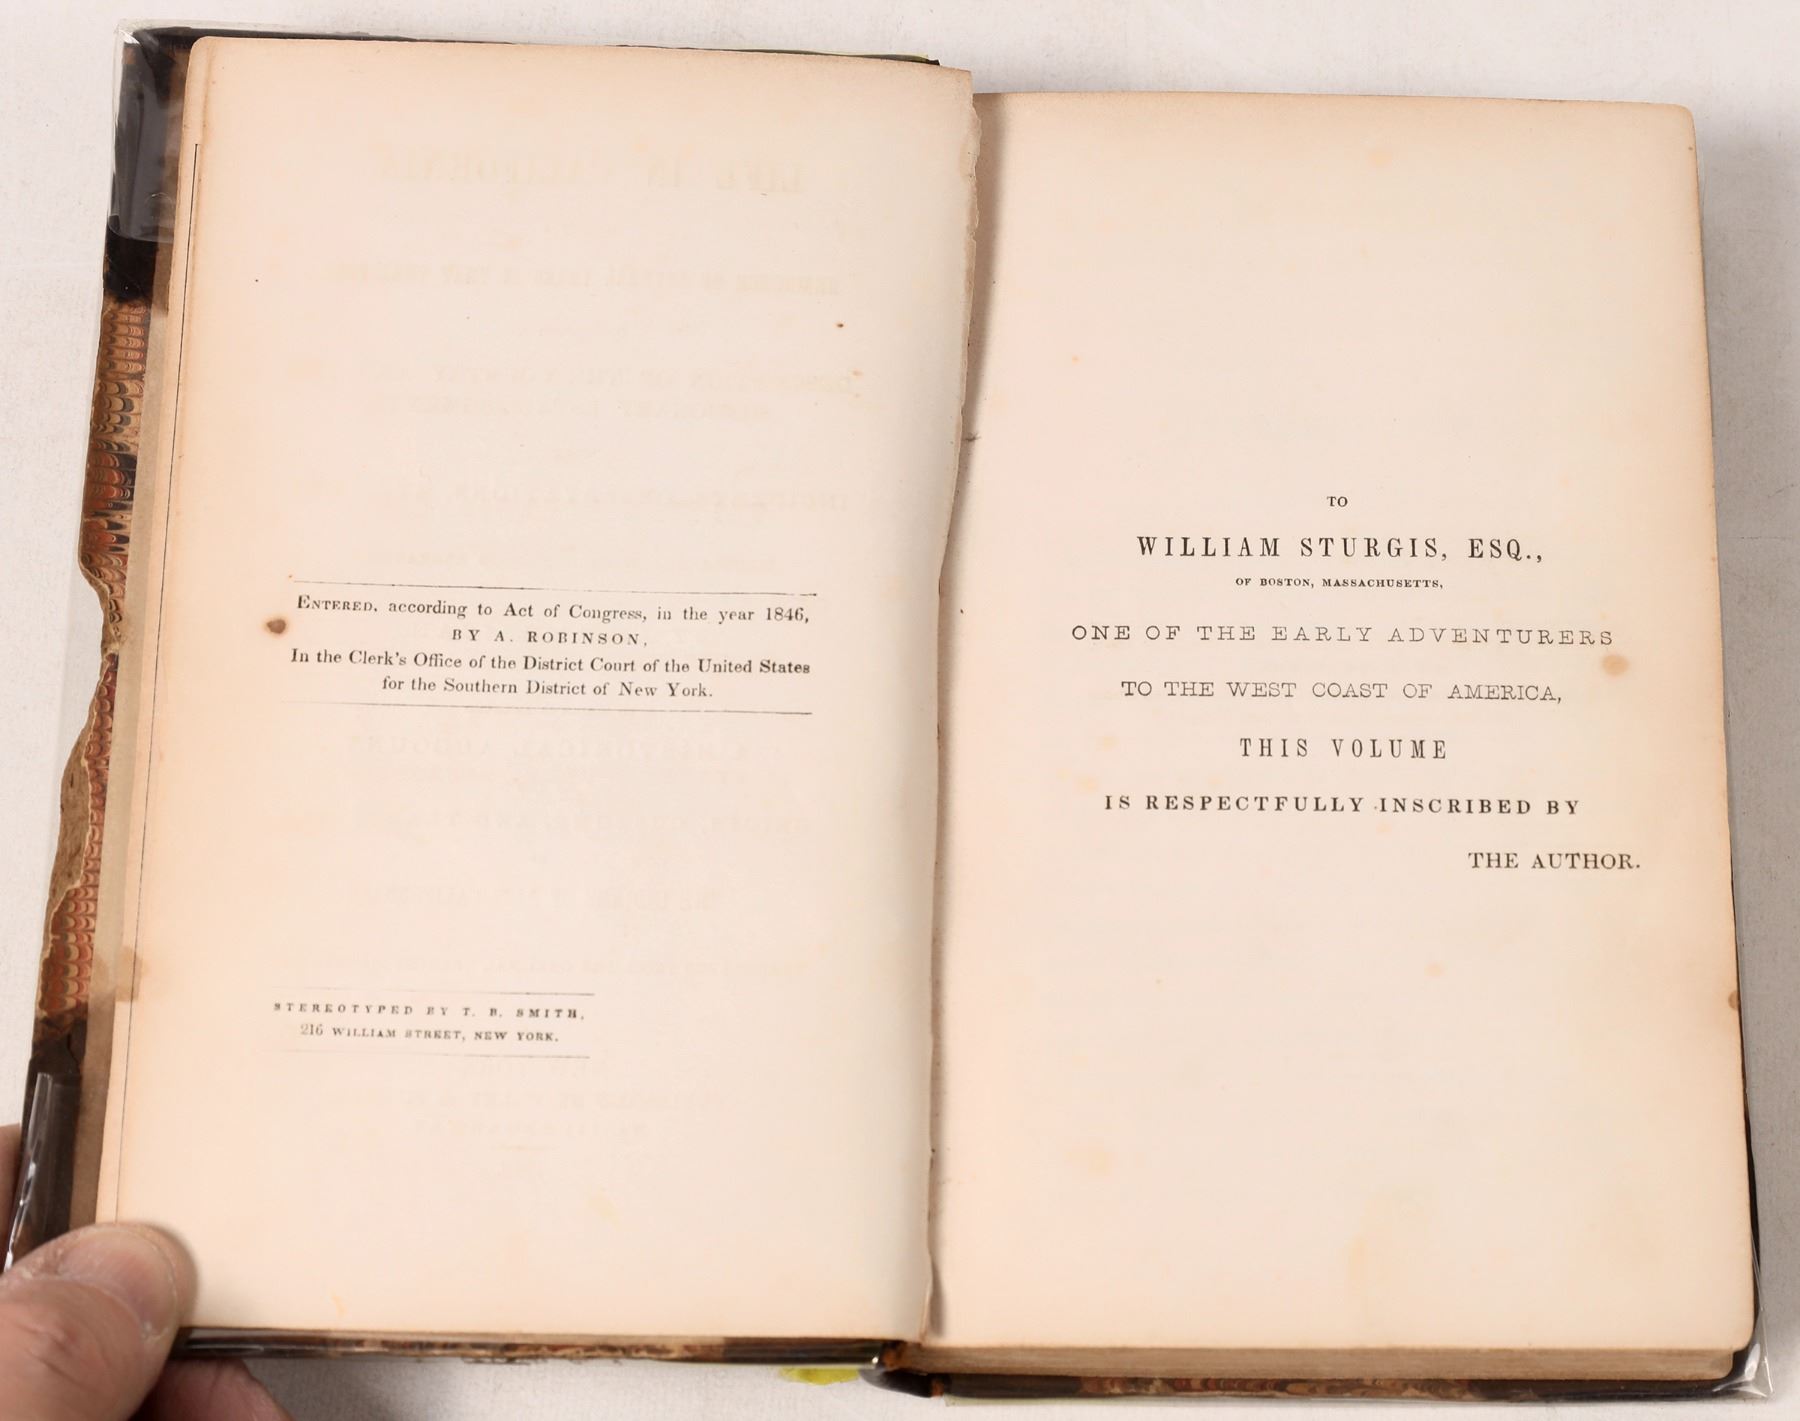 ENTERED, according to Act of Congress, in the year 1846,
BY A. ROBINSON,
In the Clerk's Office of the District Court of the United States
for the Southern District of New York.
STEREOTYPED BY T. B. SMITH,
216 WILLIAM STREET, NEW YORK.
TO
WILLIAM STURGIS, ESQ.,
OF BOSTON, MASSACHUSETTS,
ONE OF THE EARLY ADVENTURERS
TO THE WEST COAST OF AMERICA,
THIS VOLUME
IS RESPECTFULLY INSCRIBED BY
THE AUTHOR.